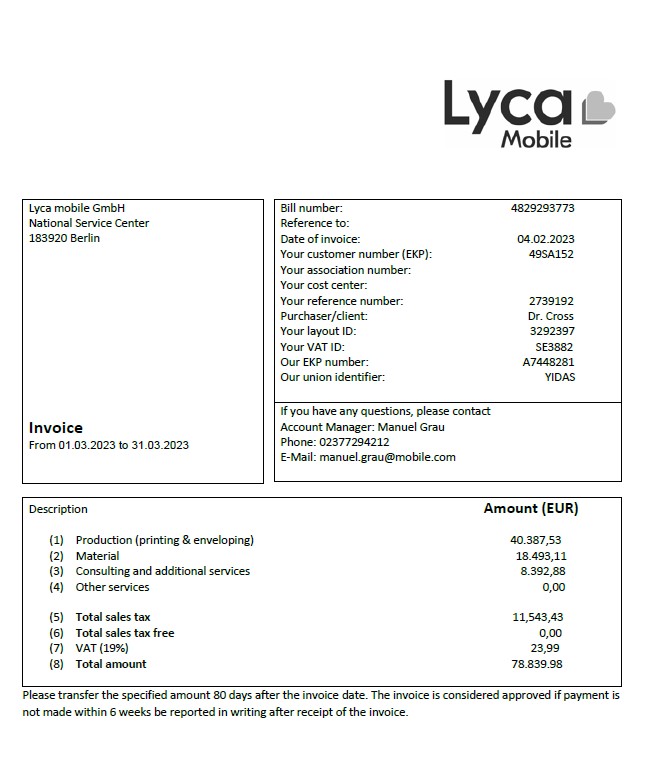 Lyca
Mobile
Lyca mobile GmbH
National Service Center
183920 Berlin
Invoice
From 01.03.2023 to 31.03.2023
Bill number: 4829293773
Reference to:
Date of invoice: 04.02.2023
Your customer number (EKP): 49SA152
Your association number:
Your cost center:
Your reference number: 2739192
Purchaser/client: Dr. Cross
Your layout ID: 3292397
Your VAT ID: SE3882
Our EKP number: A7448281
Our union identifier: YIDAS
If you have any questions, please contact
Account Manager: Manuel Grau
Phone: 02377294212
E-Mail: manuel.grau@mobile.com
Description Amount (EUR)
(1) Production (printing & enveloping) 40.387,53
(2) Material 18.493,11
(3) Consulting and additional services 8.392,88
(4) Other services 0,00
(5) Total sales tax 11,543,43
(6) Total sales tax free 0,00
(7) VAT (19%) 23,99
(8) Total amount 78.839.98
Please transfer the specified amount 80 days after the invoice date. The invoice is considered approved if payment is
not made within 6 weeks be reported in writing after receipt of the invoice.